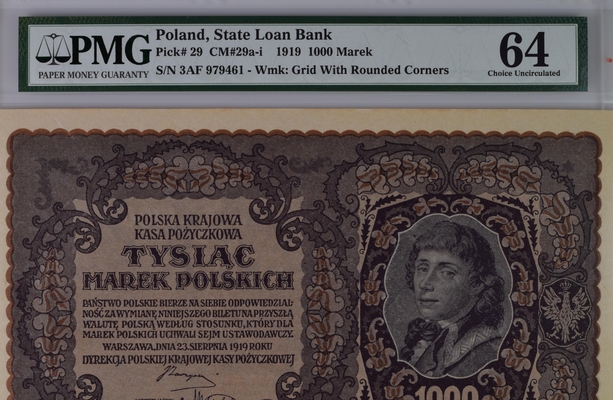 PMG
PAPER MONEY GUARANTY
Poland, State Loan Bank
Pick# 29 CM#29a-i 1919 1000 Marek
S/N 3AF 979461 - Wmk: Grid With Rounded Corners
64
Choice Uncirculated
POLSKA KRAJOWA
KASA POŻYCZKOWA
TYSIĄC
MAREK POLSKICH
PAŃSTWO POLSKIE BIERZE NA SIEBIE ODPOWIEDZIAL
NOŚĆ ZA WYMIANĘ NINIEJSZEGO BILETU NA PRZYSZŁĄ
WALUTĘ POLSKĄ WEDŁUG STOSUNKU, KTÓRY DLA
MAREK POLSKICH UCHWALI SEJM USTAWODAWCZY.
WARSZAWA, DNIA 23. SIERPNIA 1919 ROKU
DYREKCJA POLSKIEJ KRAJOWEJ KASY POŻYCZKOWEJ
1000